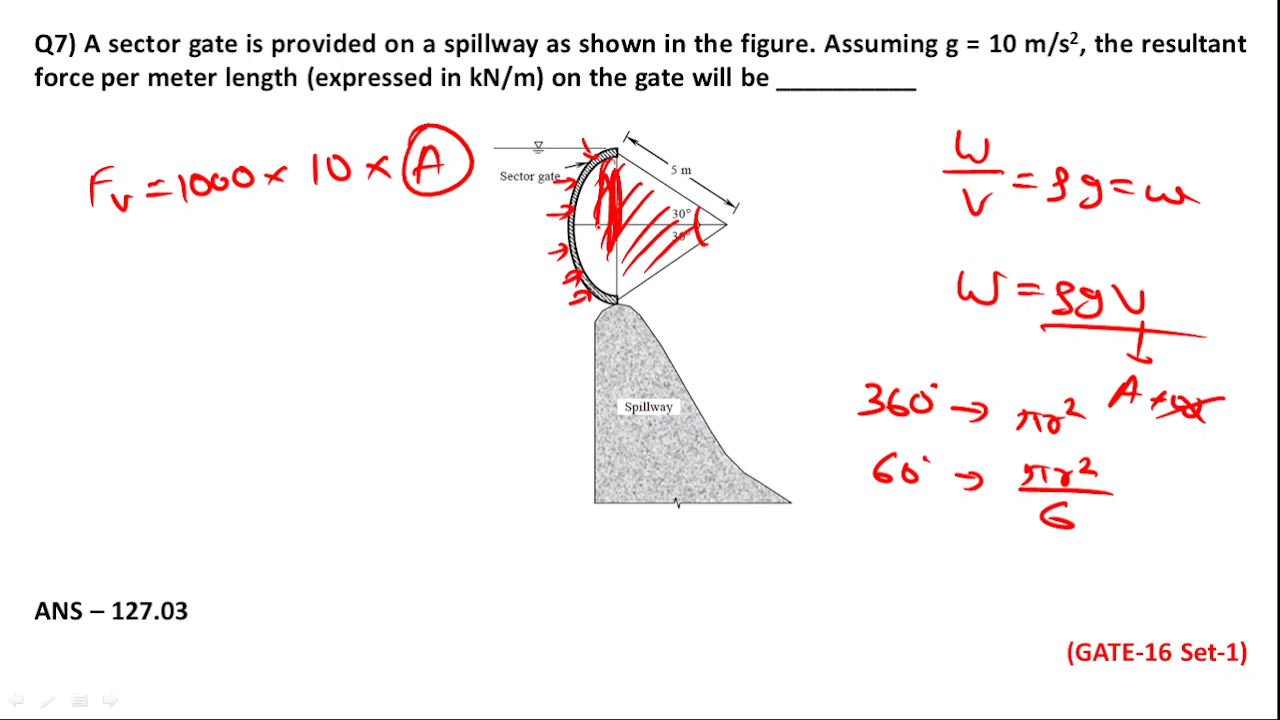 Q7) A sector gate is provided on a spillway as shown in the figure. Assuming g = 10 m/s², the resultant
force per meter length (expressed in kN/m) on the gate will be __________
Fv = 1000 × 10 × A
Sector gate
5 m
30°
30°
Spillway
W/V = ρg = w
W = ρgV
A ×
360° → πr²
60° → πr²/6
ANS – 127.03
(GATE-16 Set-1)